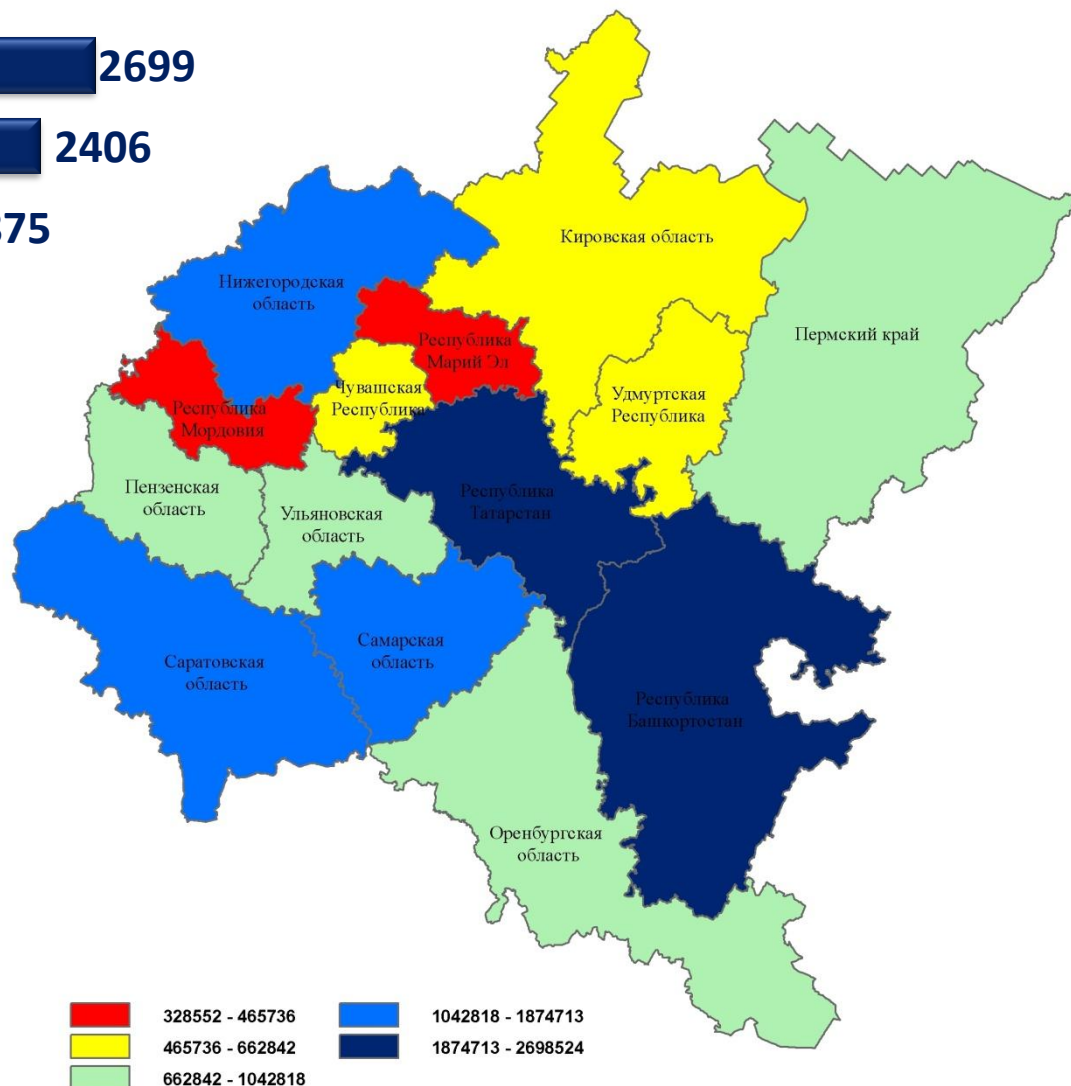 2699
2406
375
Кировская область
Нижегородская
область
Пермский край
Республика
Марий Эл
Чувашская
Республика
Удмуртская
Республика
Республика
Мордовия
Пензенская
область
Республика
Татарстан
Ульяновская
область
Самарская
область
Саратовская
область
Республика
Башкортостан
Оренбургская
область
328552 - 465736
465736 - 662842
662842 - 1042818
1042818 - 1874713
1874713 - 2698524